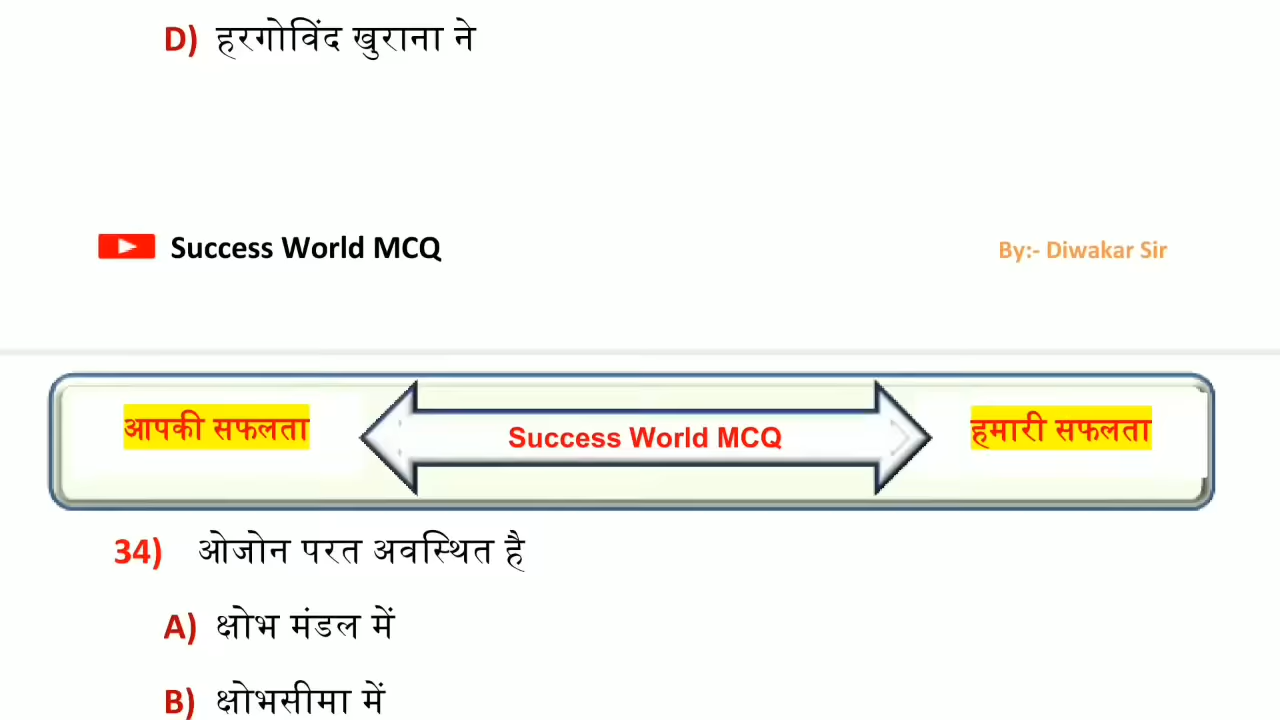 D) हरगोविंद खुराना ने
Success World MCQ
By:- Diwakar Sir
आपकी सफलता
Success World MCQ
हमारी सफलता
34) ओजोन परत अवस्थित है
A) क्षोभ मंडल में
B) क्षोभसीमा में